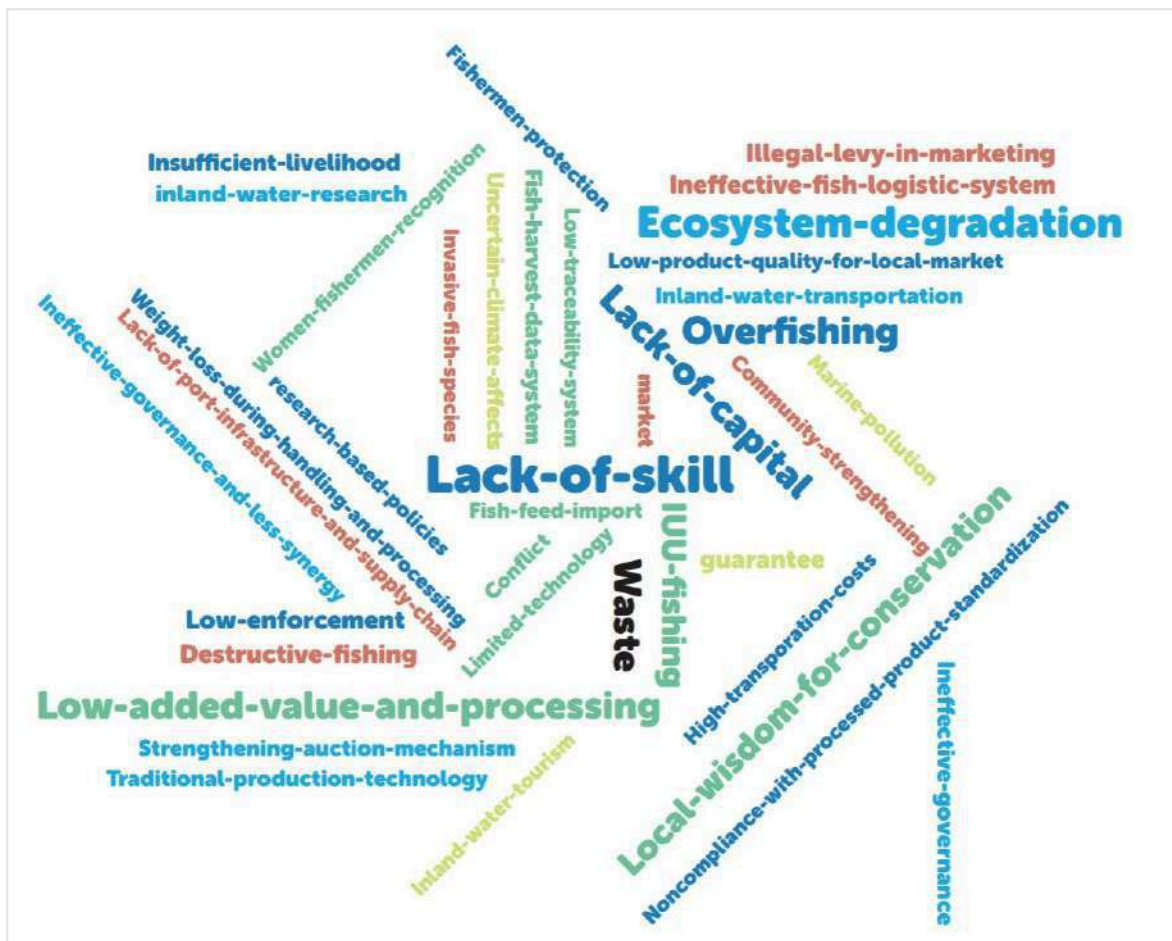 Fishermen-protection
Insufficient-livelihood
inland-water-research
Women-fishermen-recognition
Illegal-levy-in-marketing
Ineffective-fish-logistic-system
Ecosystem-degradation
Low-product-quality-for-local-market
Inland-water-transportation
Overfishing
Lack-of-capital
Invasive-fish-species
Uncertain-climate-affects
Fish-harvest-data-system
Low-traceability-system
market
Community-strengthening
Marine-pollution
Weight-loss-during-handling-and-processing
Lack-of-port-infrastructure-and-supply-chain
Ineffective-governance-and-less-synergy
research-based-policies
Lack-of-skill
Fish-feed-import
Conflict
Limited-technology
IUU-fishing
Waste
guarantee
Low-enforcement
Destructive-fishing
Low-added-value-and-processing
Strengthening-auction-mechanism
Traditional-production-technology
Inland-water-tourism
High-transporation-costs
Local-wisdom-for-conservation
Noncompliance-with-processed-product-standardization
Ineffective-governance